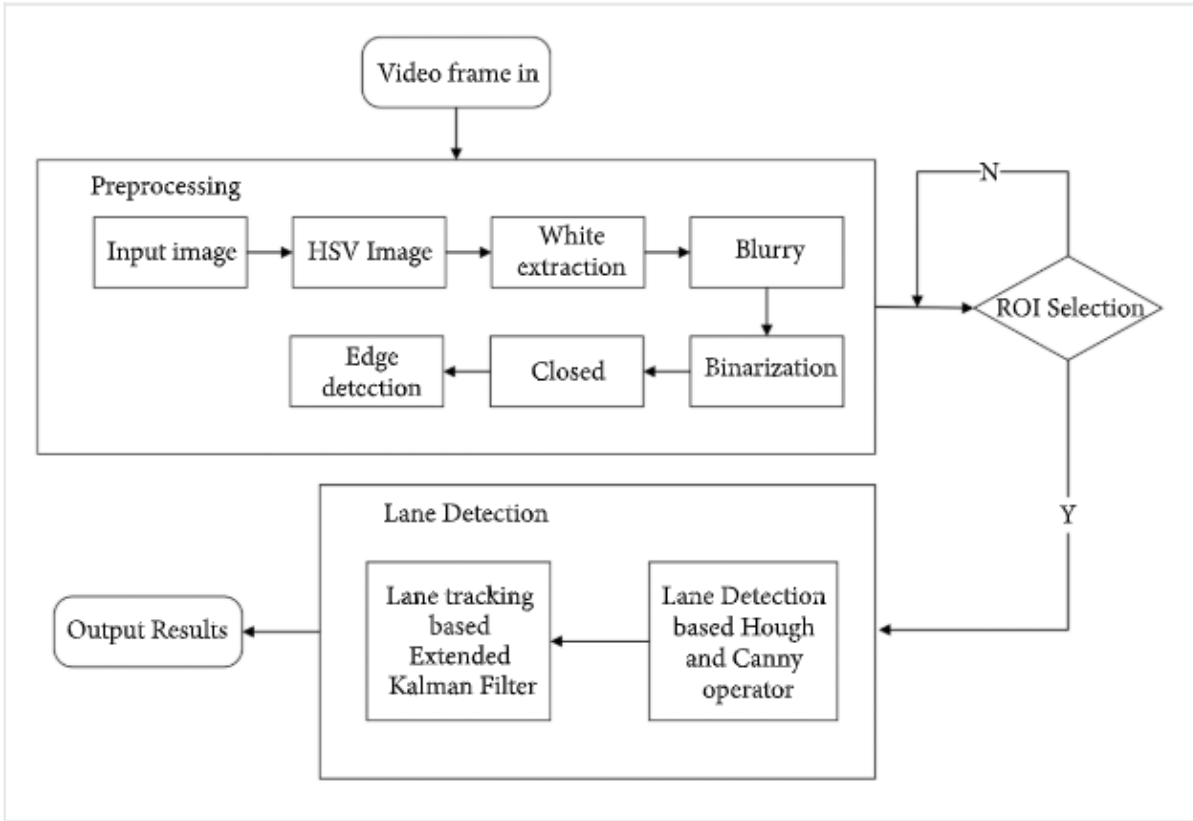 Video frame in
Preprocessing
Input image
HSV Image
White
extraction
Blurry
Binarization
Closed
Edge
detection
N
ROI Selection
Y
Lane Detection
Lane Detection
based Hough
and Canny
operator
Lane tracking
based
Extended
Kalman Filter
Output Results